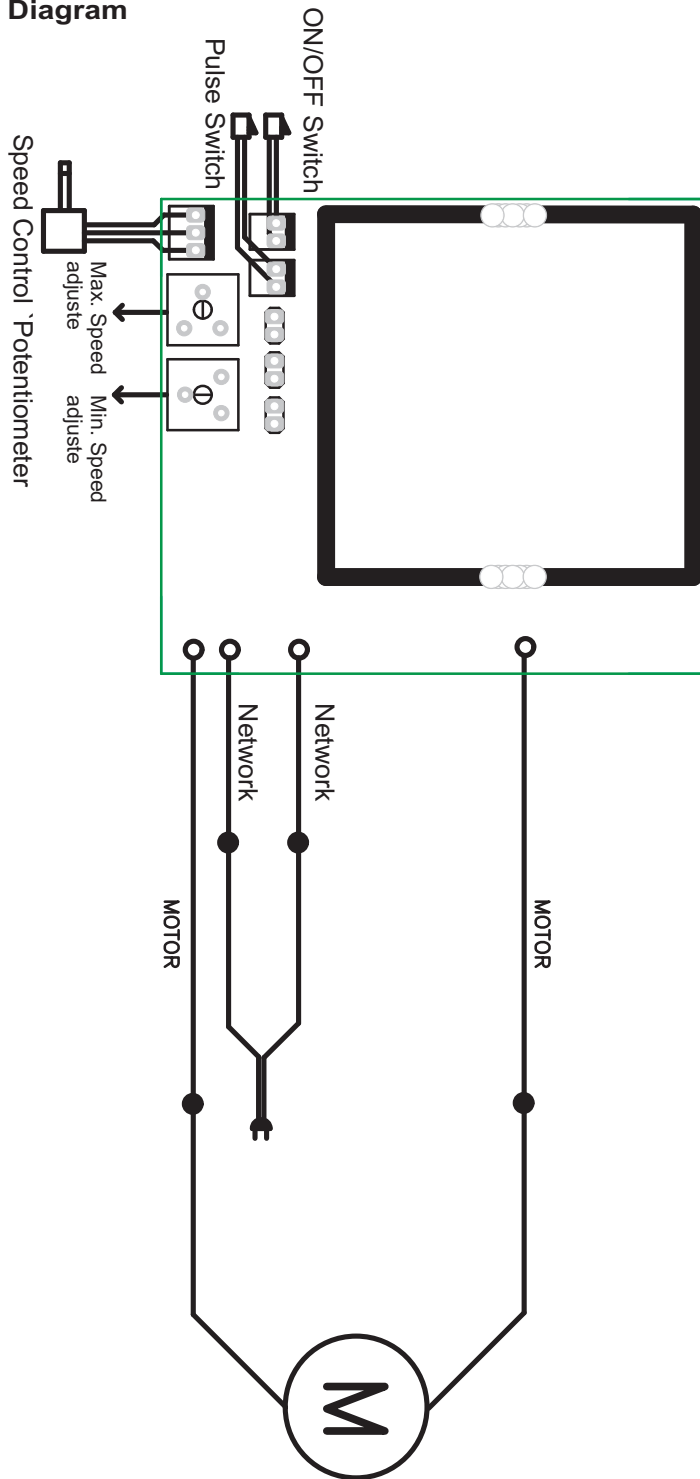 Diagram
ON/OFF Switch
Pulse Switch
Speed Control `Potentiometer
Max. Speed
adjuste
Min. Speed
adjuste
Network
Network
MOTOR
MOTOR
M